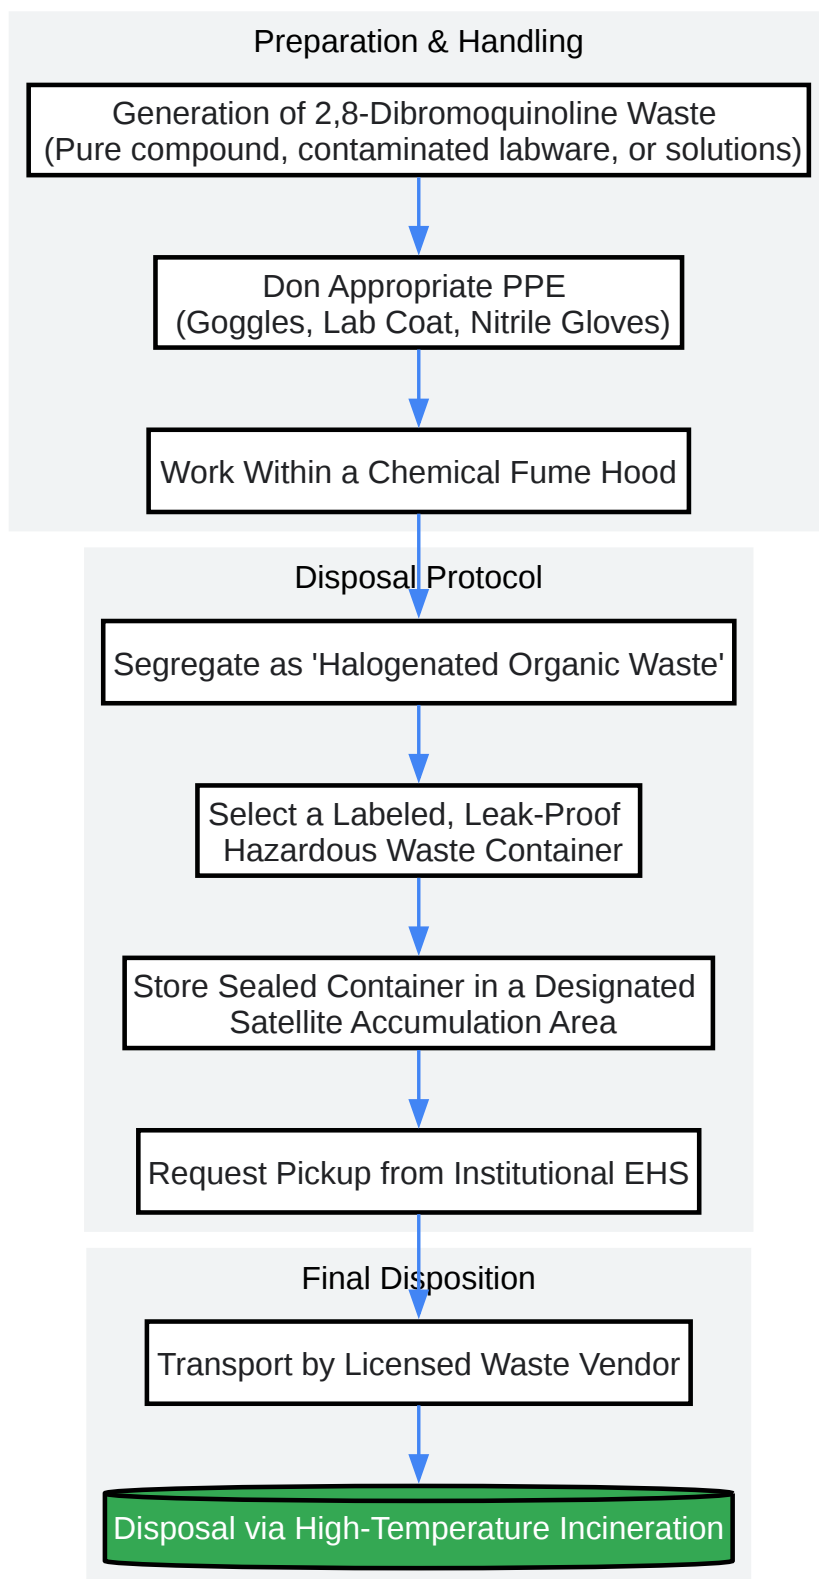 Preparation & Handling
Generation of 2,8-Dibromoquinoline Waste
(Pure compound, contaminated labware, or solutions)
Don Appropriate PPE
(Goggles, Lab Coat, Nitrile Gloves)
Work Within a Chemical Fume Hood
Disposal Protocol
Segregate as 'Halogenated Organic Waste'
Select a Labeled, Leak-Proof
Hazardous Waste Container
Store Sealed Container in a Designated
Satellite Accumulation Area
Request Pickup from Institutional EHS
Final Disposition
Transport by Licensed Waste Vendor
Disposal via High-Temperature Incineration